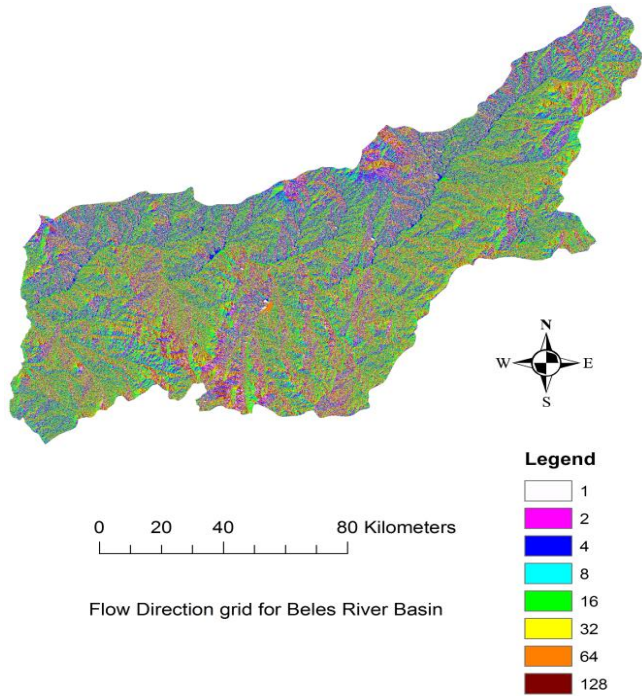 N
W E
S
Legend
1
2
4
8
16
32
64
128
0 20 40 80 Kilometers
Flow Direction grid for Beles River Basin